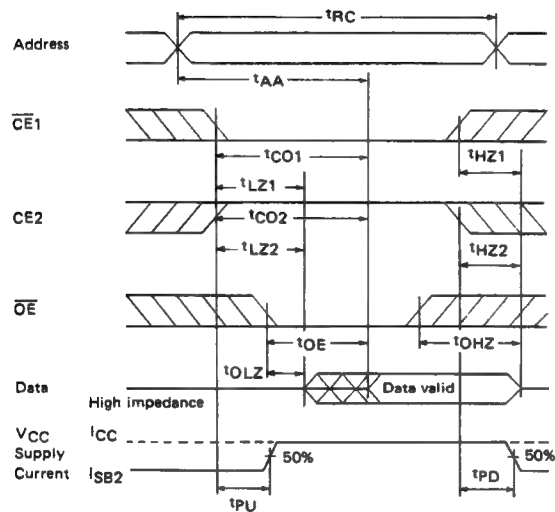 tRC
Address
tAA
CE1
tCO1
tHZ1
tLZ1
CE2
tCO2
tHZ2
tLZ2
OE
tOE
tOHZ
tOLZ
Data
Data valid
High impedance
VCC
Supply
Current
ICC
ISB2
50%
50%
tPU
tPD